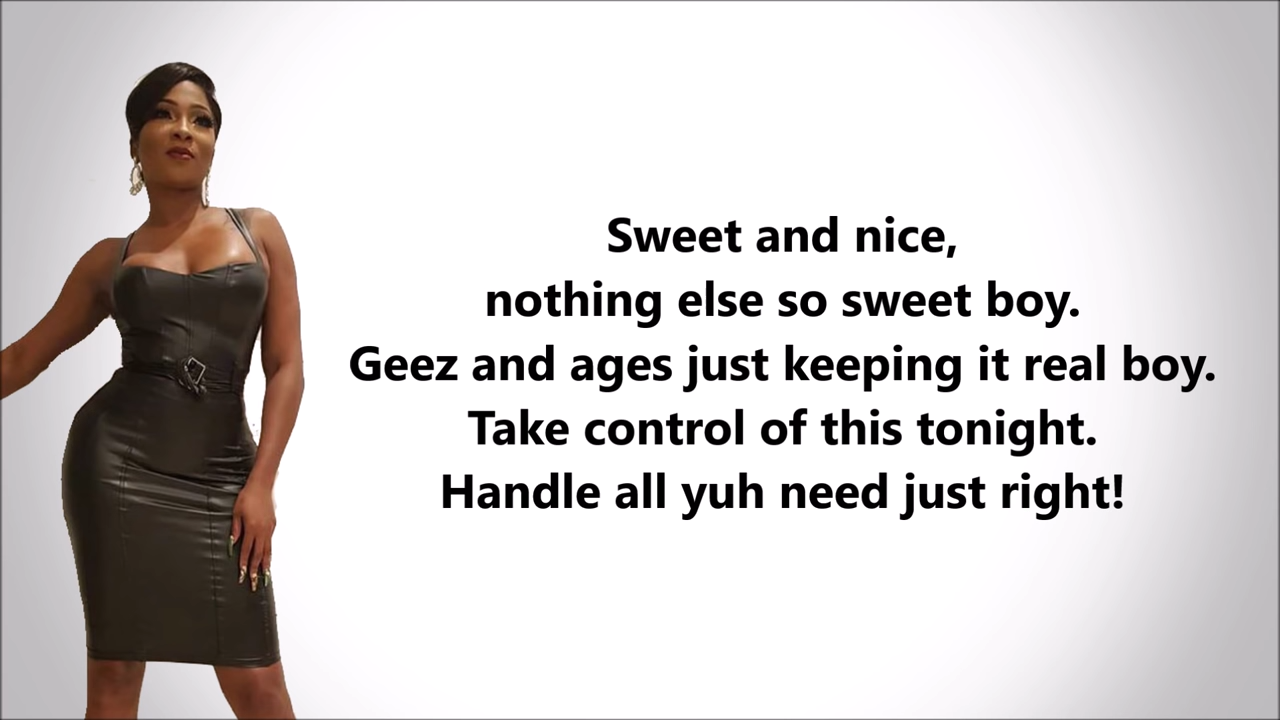 Sweet and nice,
nothing else so sweet boy.
Geez and ages just keeping it real boy.
Take control of this tonight.
Handle all yuh need just right!